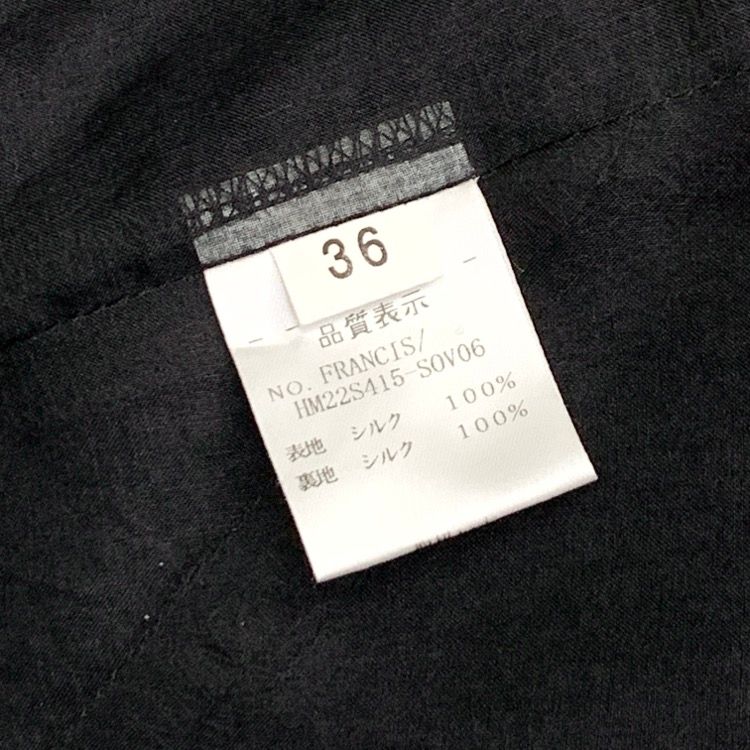 36
品質表示
NO. FRANCIS/
HM22S415-SOV06
表地 シルク 100%
裏地 シルク 100%